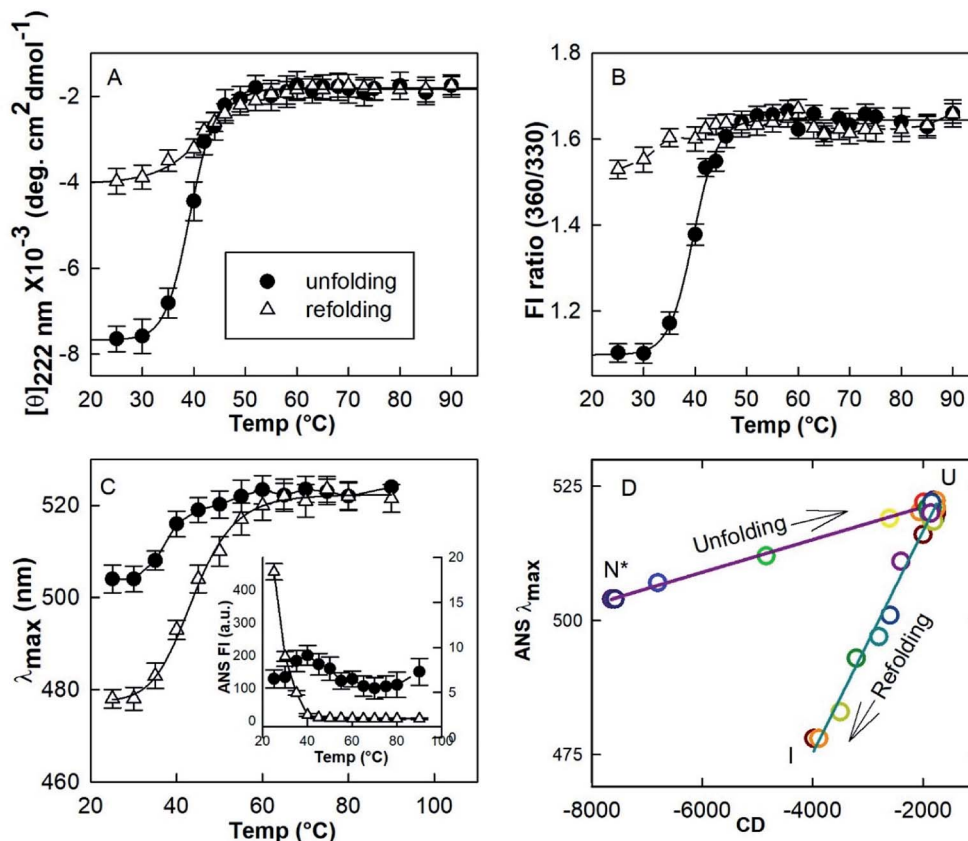 A
[θ]222 nm X10-3 (deg. cm2 dmol-1)
-2
-4
-6
-8
unfolding
refolding
20 30 40 50 60 70 80 90
Temp (°C)
B
FI ratio (360/330)
1.8
1.6
1.4
1.2
20 30 40 50 60 70 80 90
Temp (°C)
C
λmax (nm)
520
500
480
460
20 40 60 80 100
Temp (°C)
ANS FI (a.u.)
400
300
200
100
0
20
15
10
5
0
20 40 60 80 100
Temp (°C)
D
ANS λmax
525
500
475
U
Unfolding
N*
Refolding
I
-8000 -6000 -4000 -2000
CD